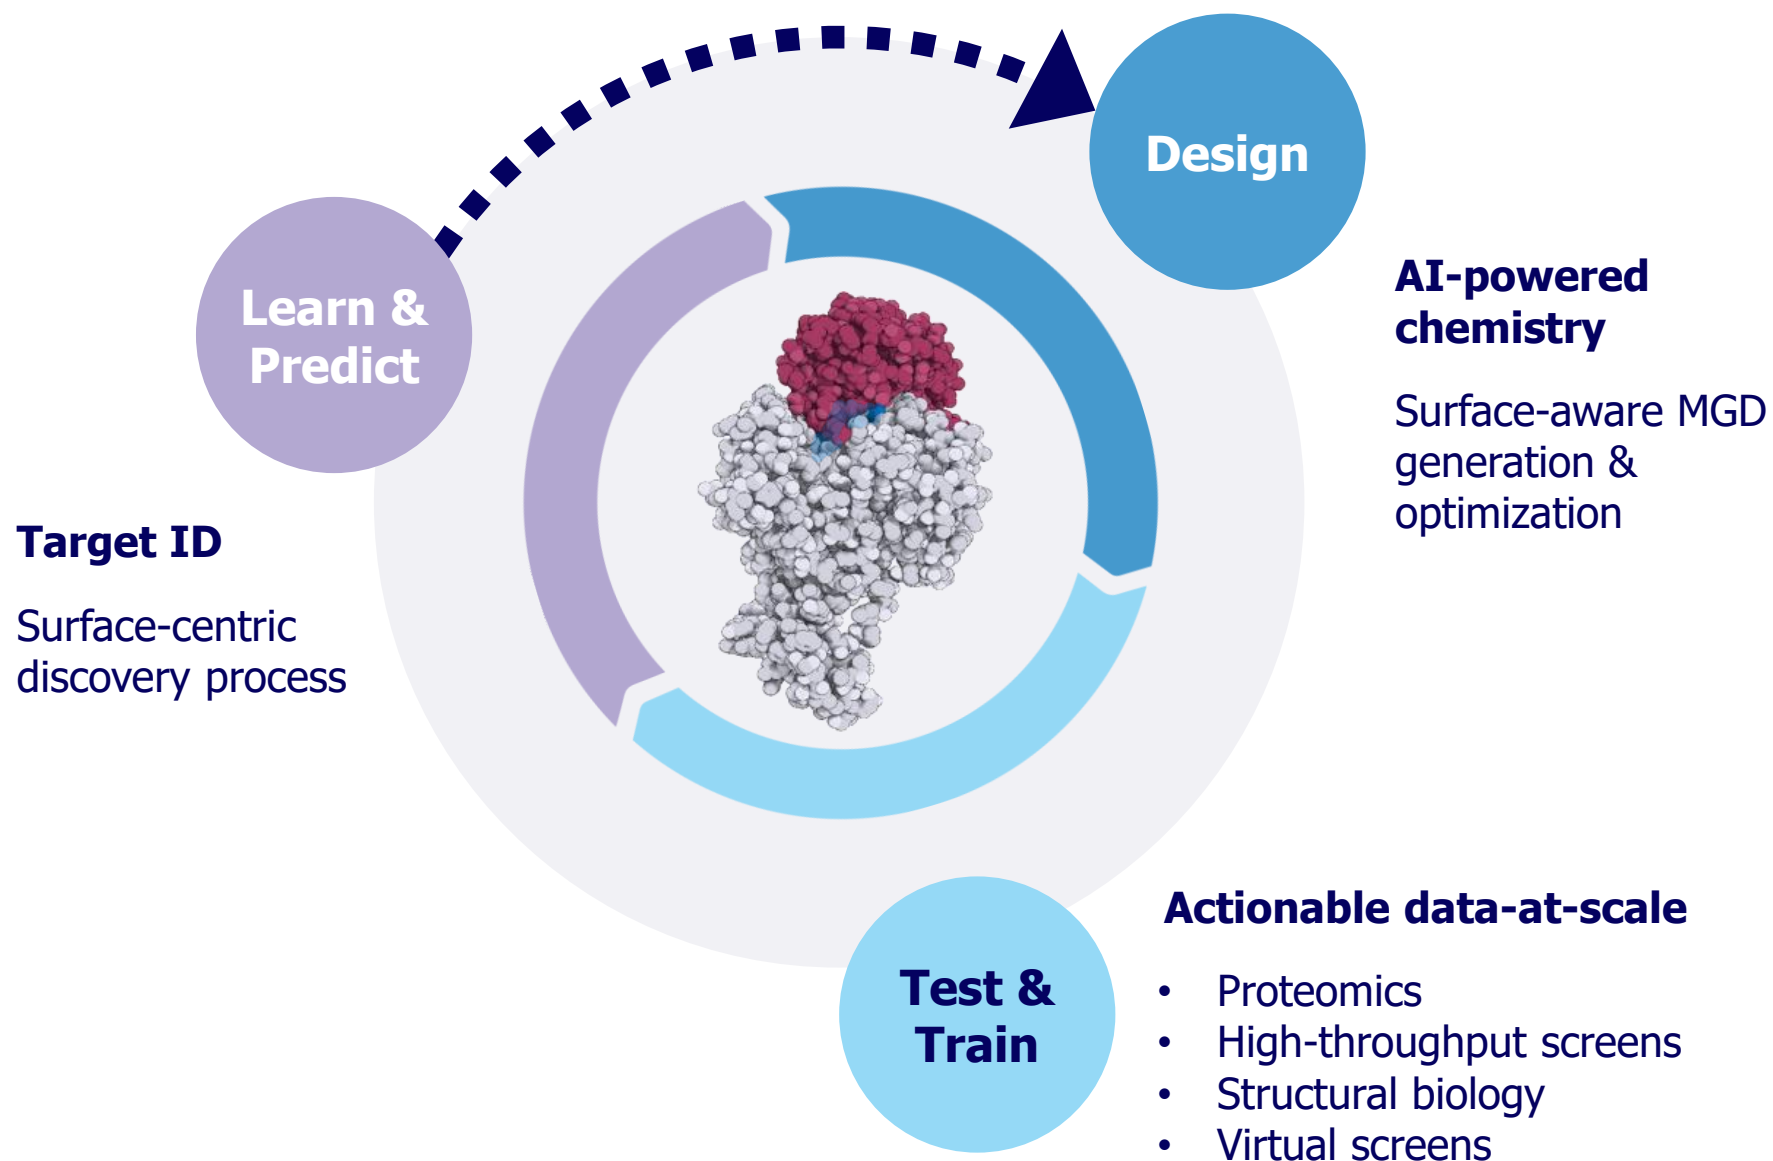 Design
Learn &
Predict
AI-powered
chemistry
Surface-aware MGD
generation &
optimization
Target ID
Surface-centric
discovery process
Test &
Train
Actionable data-at-scale
• Proteomics
• High-throughput screens
• Structural biology
• Virtual screens